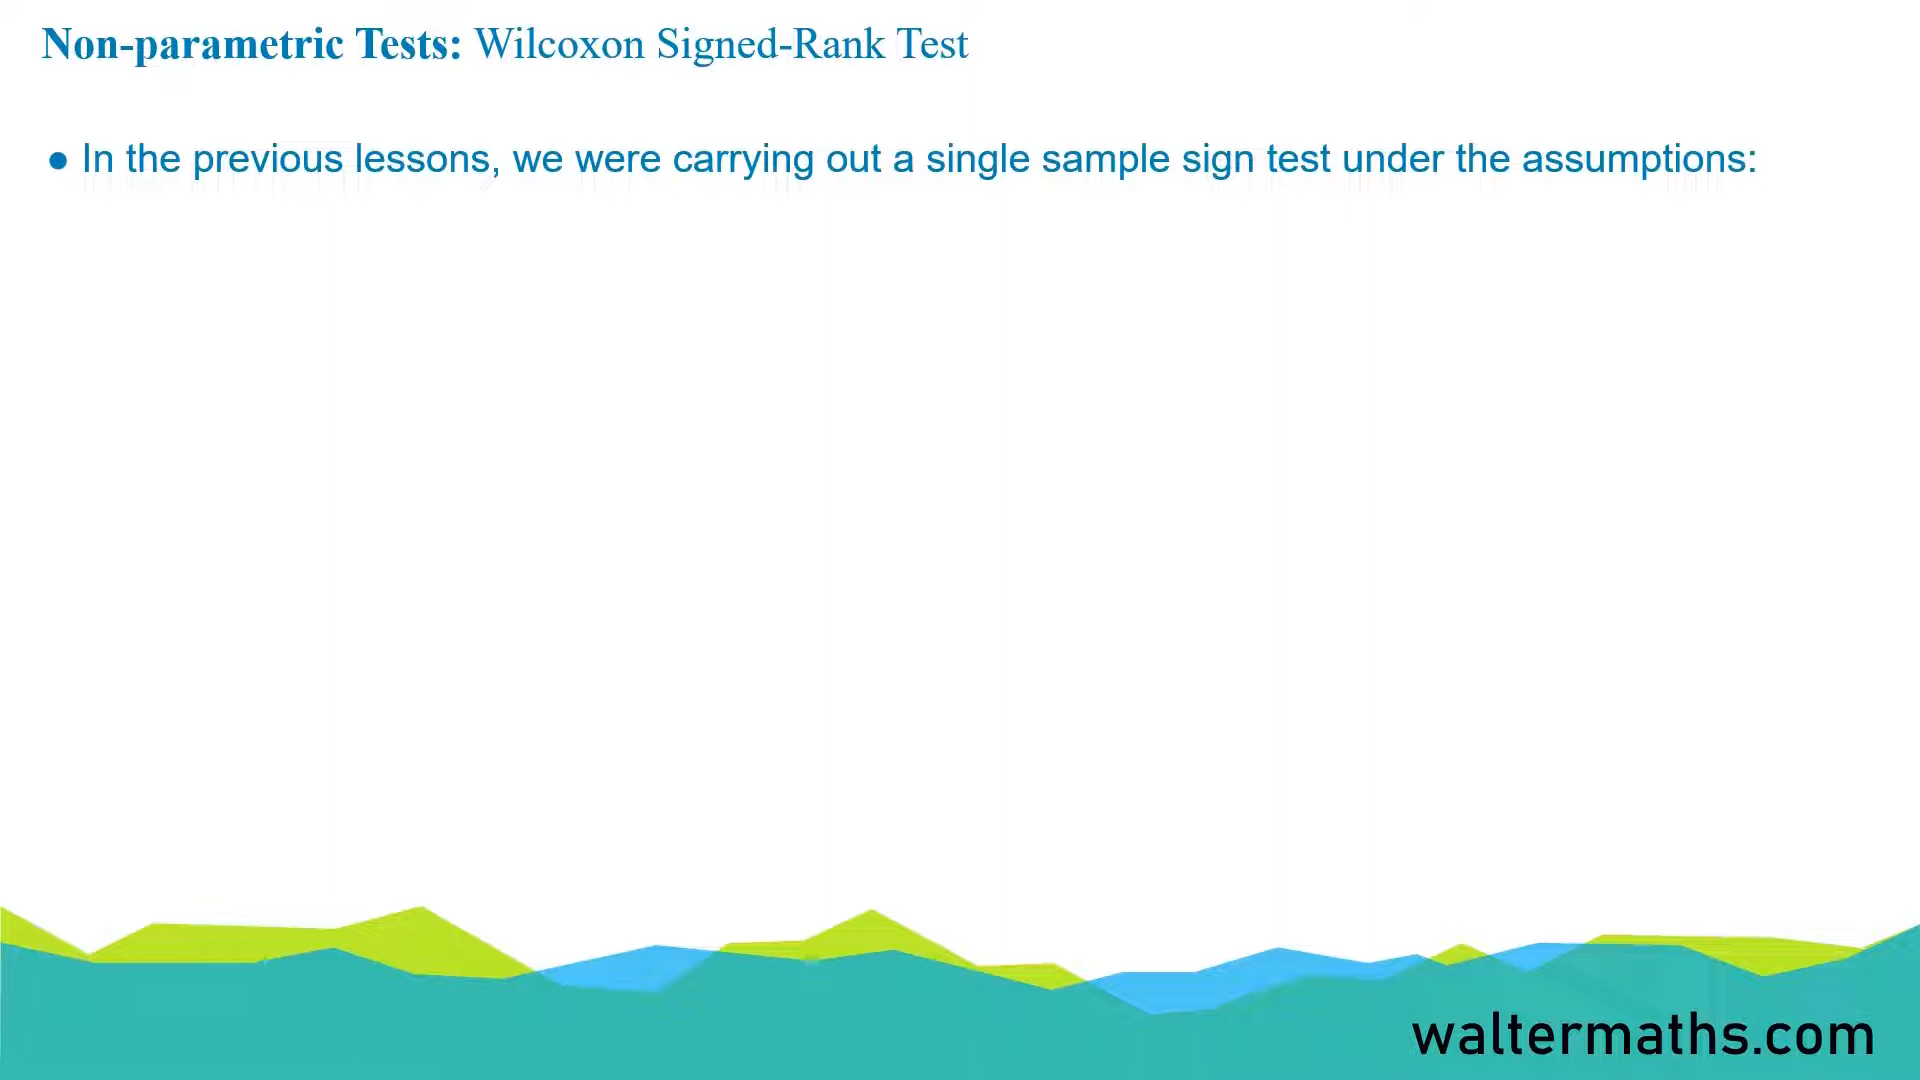 Non-parametric Tests: Wilcoxon Signed-Rank Test
● In the previous lessons, we were carrying out a single sample sign test under the assumptions:
waltermaths.com